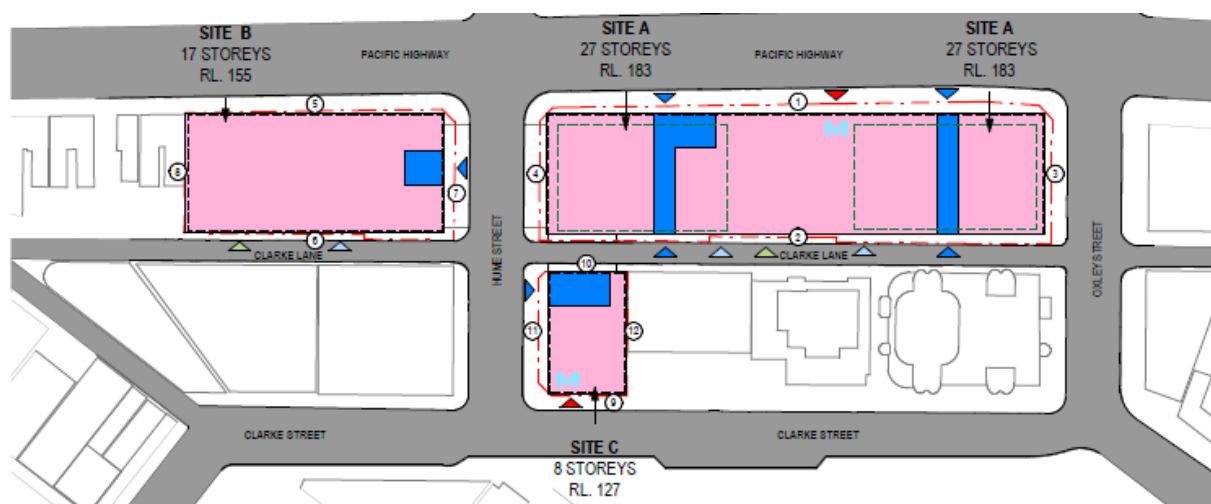 SITE B
17 STOREYS
RL. 155
PACIFIC HIGHWAY
SITE A
27 STOREYS
RL. 183
PACIFIC HIGHWAY
SITE A
27 STOREYS
RL. 183
5
1
M
8
7
4
3
6
2
CLARKE LANE
CLARKE LANE
HUME STREET
OXLEY STREET
10
11
12
M
9
CLARKE STREET
CLARKE STREET
SITE C
8 STOREYS
RL. 127